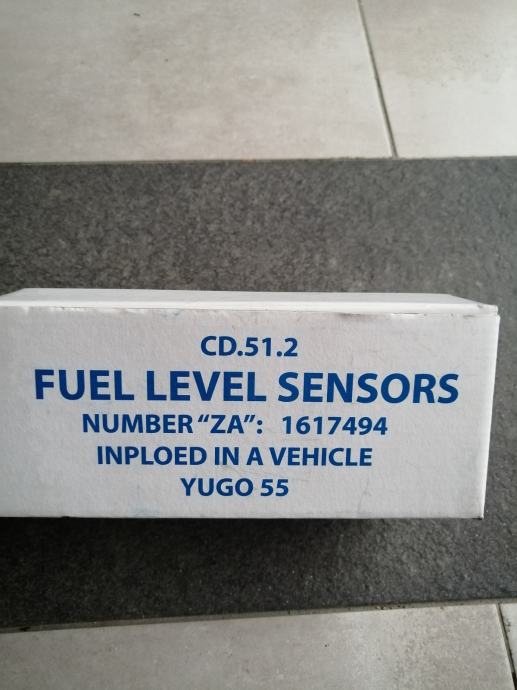 CD.51.2
FUEL LEVEL SENSORS
NUMBER “ZA”: 1617494
INPLOED IN A VEHICLE
YUGO 55